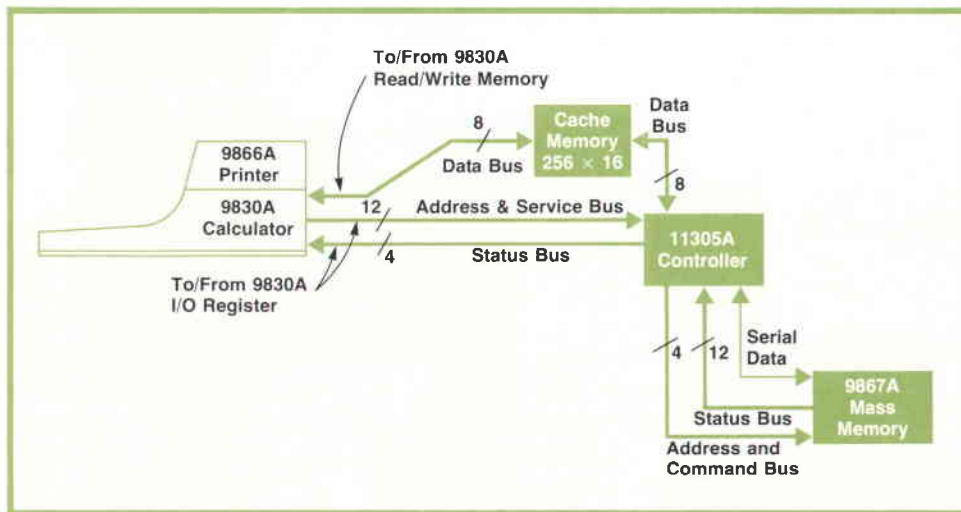 To/From 9830A
Read/Write Memory
8
Data Bus
Cache
Memory
256 × 16
Data
Bus
8
9866A
Printer
9830A
Calculator
12
Address & Service Bus
4
Status Bus
To/From 9830A
I/O Register
11305A
Controller
4
12
Serial
Data
Status Bus
Address and
Command Bus
9867A
Mass
Memory